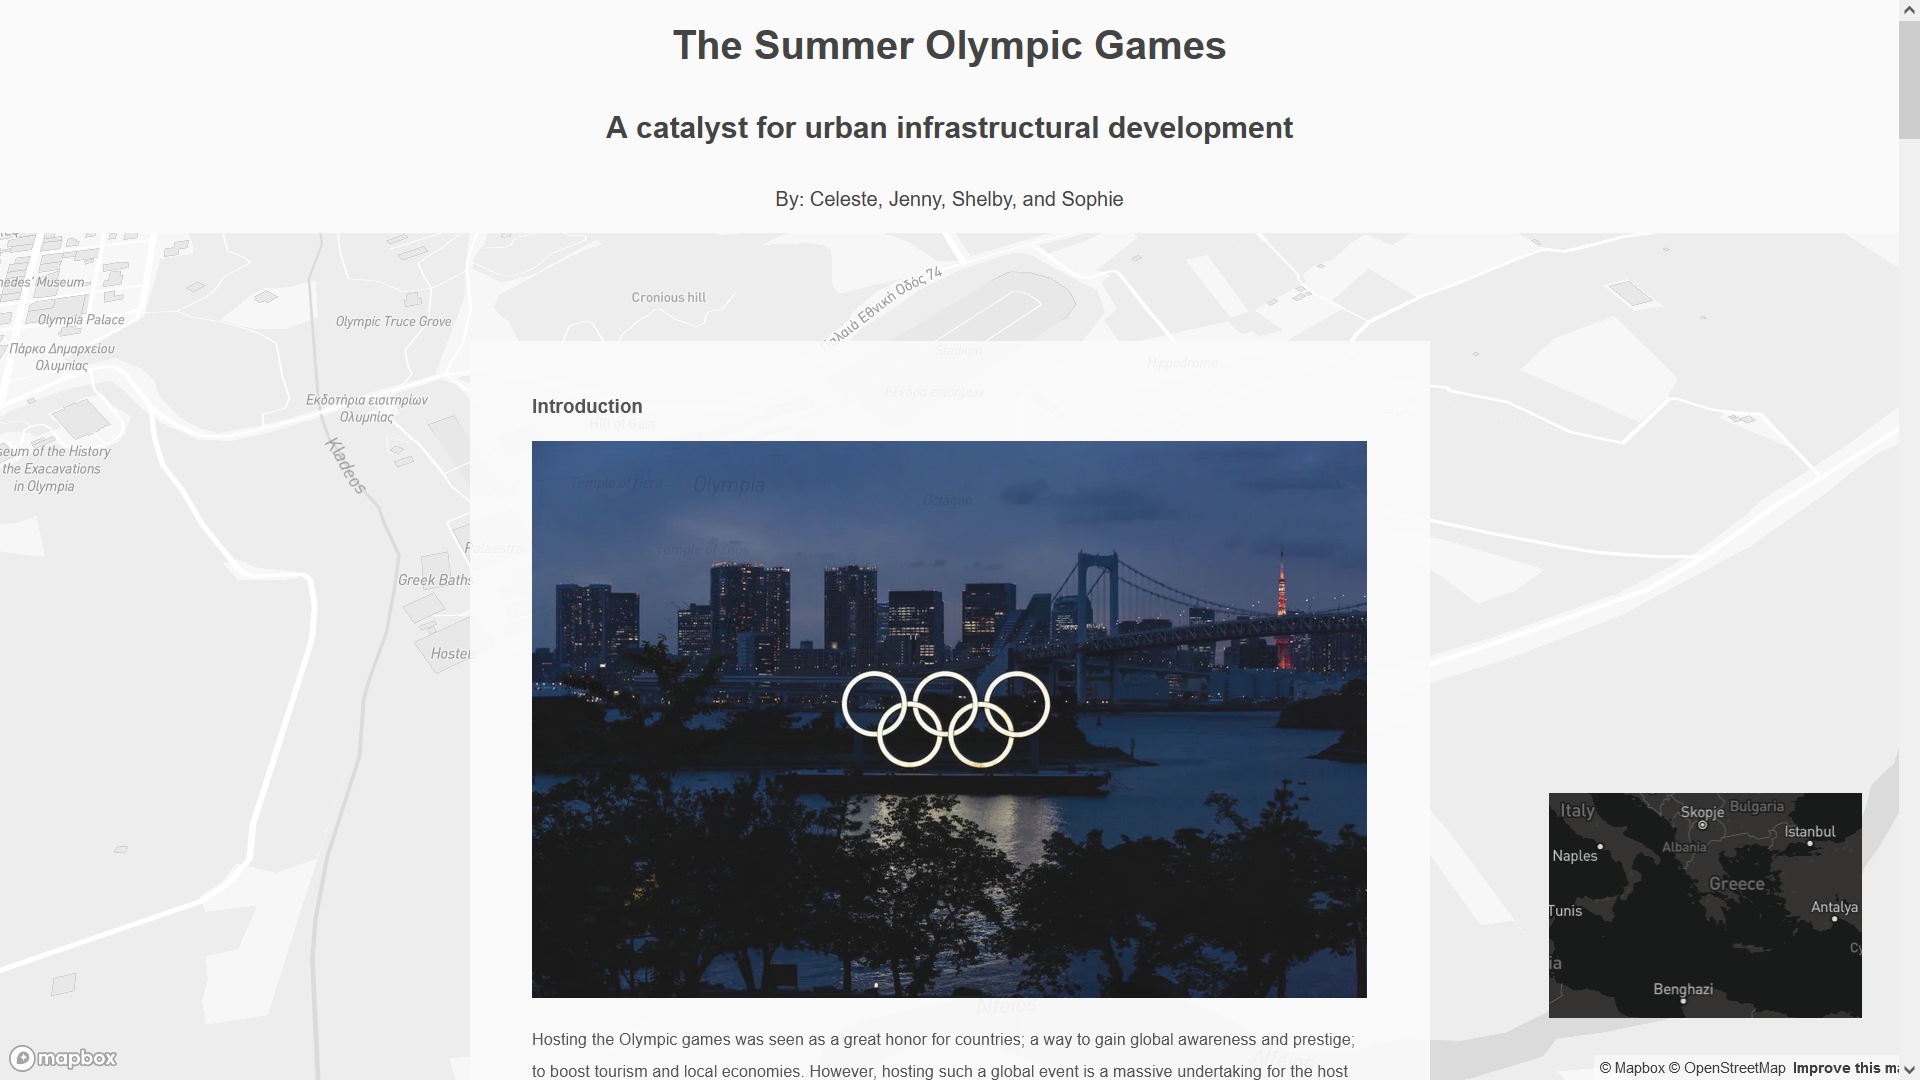 The Summer Olympic Games
A catalyst for urban infrastructural development
By: Celeste, Jenny, Shelby, and Sophie
Museum
Olympia Palace
Πάρκο Δημαρχείου
Ολυμπίας
Olympic Truce Grove
Cronious hill
Εθνική Οδός 74
Stadium
Hippodrome
Εκδοτήρια εισιτηρίων
Ολυμπίας
Kladeos
of the History
the Exacavations
in Olympia
Introduction
Hill of Gaia
Temple of Hera
Olympia
Octagon
Temple of Zeus
Palaestra
Greek Baths
Hostel
Alfeios
Alfeios
Italy
Skopje
Bulgaria
Istanbul
Albania
Naples
Greece
Tunis
Antalya
Cy
ia
Benghazi
Hosting the Olympic games was seen as a great honor for countries; a way to gain global awareness and prestige;
to boost tourism and local economies. However, hosting such a global event is a massive undertaking for the host
mapbox
© Mapbox © OpenStreetMap Improve this ma